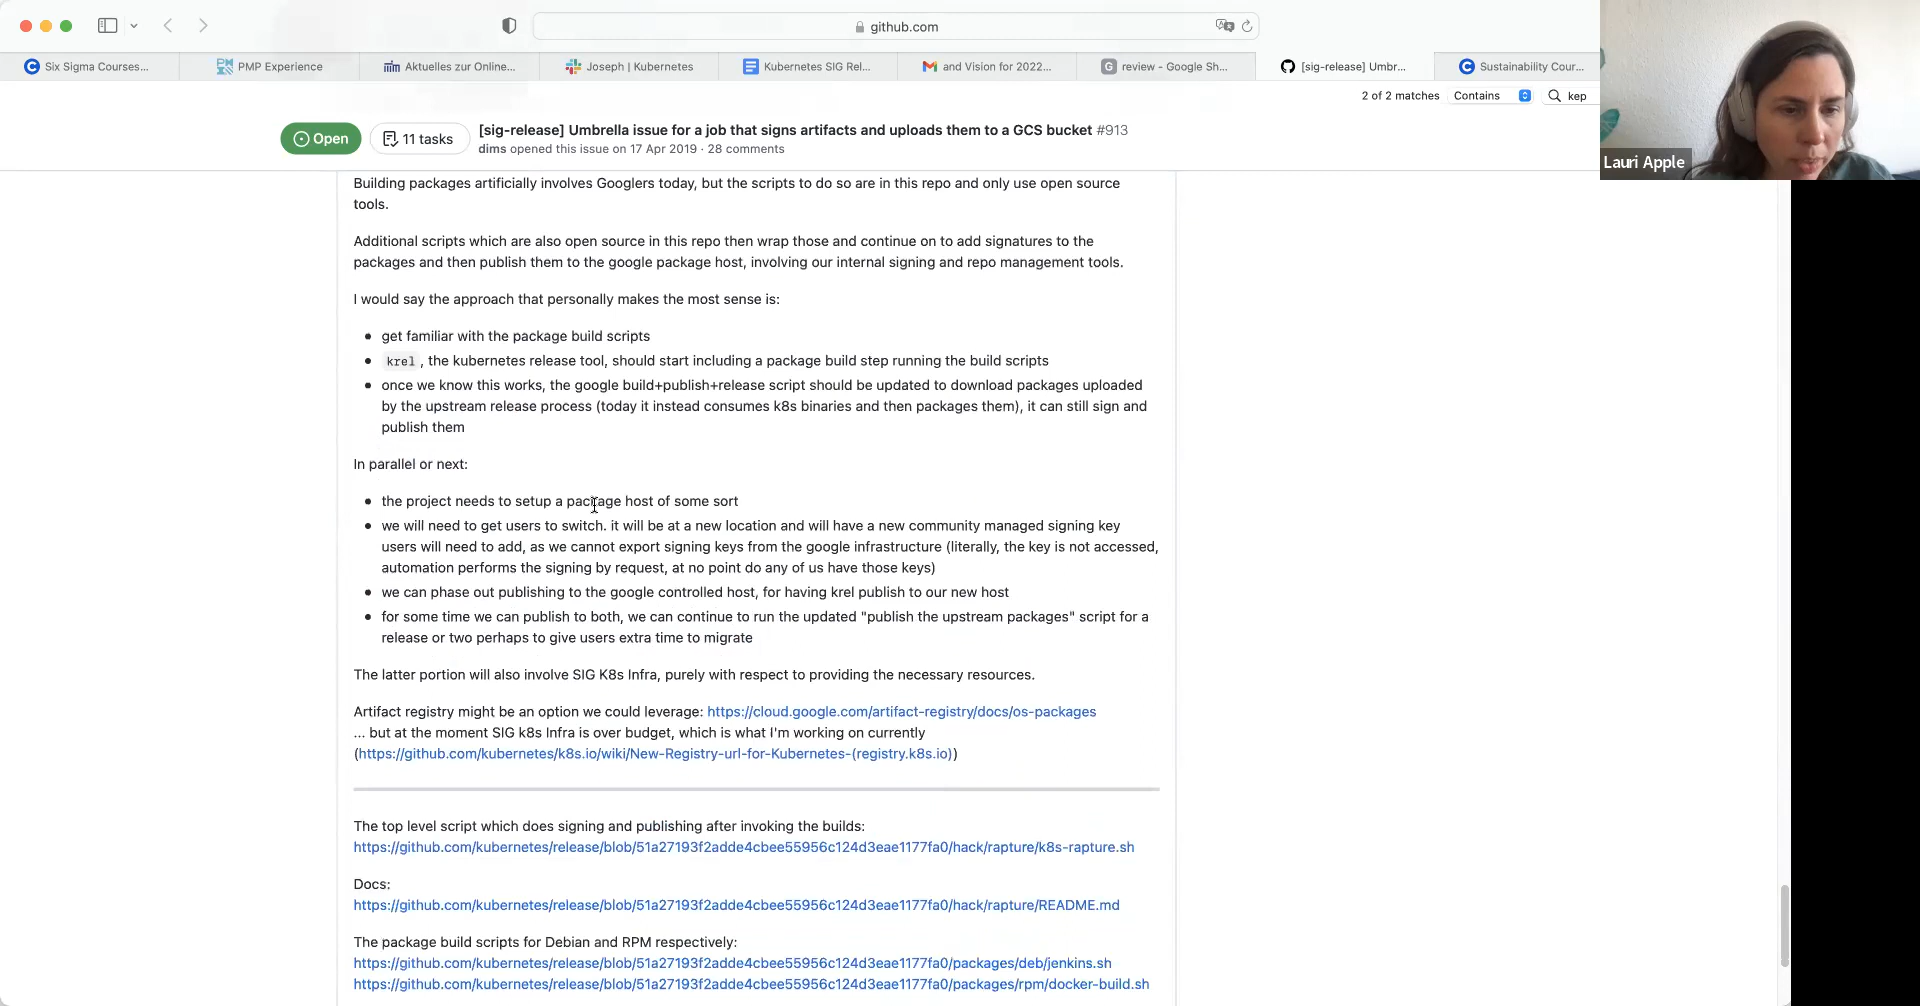 github.com
Six Sigma Courses...
PMP Experience
Aktuelles zur Online...
Joseph | Kubernetes
Kubernetes SIG Rel...
and Vision for 2022...
review - Google Sh...
[sig-release] Umbr...
Sustainability Cour...
2 of 2 matches
Contains
kep
Open
11 tasks
[sig-release] Umbrella issue for a job that signs artifacts and uploads them to a GCS bucket #913
dims opened this issue on 17 Apr 2019 · 28 comments
Lauri Apple
Building packages artificially involves Googlers today, but the scripts to do so are in this repo and only use open source
tools.
Additional scripts which are also open source in this repo then wrap those and continue on to add signatures to the
packages and then publish them to the google package host, involving our internal signing and repo management tools.
I would say the approach that personally makes the most sense is:
• get familiar with the package build scripts
• krel , the kubernetes release tool, should start including a package build step running the build scripts
• once we know this works, the google build+publish+release script should be updated to download packages uploaded
by the upstream release process (today it instead consumes k8s binaries and then packages them), it can still sign and
publish them
In parallel or next:
• the project needs to setup a package host of some sort
• we will need to get users to switch. it will be at a new location and will have a new community managed signing key
users will need to add, as we cannot export signing keys from the google infrastructure (literally, the key is not accessed,
automation performs the signing by request, at no point do any of us have those keys)
• we can phase out publishing to the google controlled host, for having krel publish to our new host
• for some time we can publish to both, we can continue to run the updated "publish the upstream packages" script for a
release or two perhaps to give users extra time to migrate
The latter portion will also involve SIG K8s Infra, purely with respect to providing the necessary resources.
Artifact registry might be an option we could leverage: https://cloud.google.com/artifact-registry/docs/os-packages
... but at the moment SIG k8s Infra is over budget, which is what I'm working on currently
(https://github.com/kubernetes/k8s.io/wiki/New-Registry-url-for-Kubernetes-(registry.k8s.io))
The top level script which does signing and publishing after invoking the builds:
https://github.com/kubernetes/release/blob/51a27193f2adde4cbee55956c124d3eae1177fa0/hack/rapture/k8s-rapture.sh
Docs:
https://github.com/kubernetes/release/blob/51a27193f2adde4cbee55956c124d3eae1177fa0/hack/rapture/README.md
The package build scripts for Debian and RPM respectively:
https://github.com/kubernetes/release/blob/51a27193f2adde4cbee55956c124d3eae1177fa0/packages/deb/jenkins.sh
https://github.com/kubernetes/release/blob/51a27193f2adde4cbee55956c124d3eae1177fa0/packages/rpm/docker-build.sh